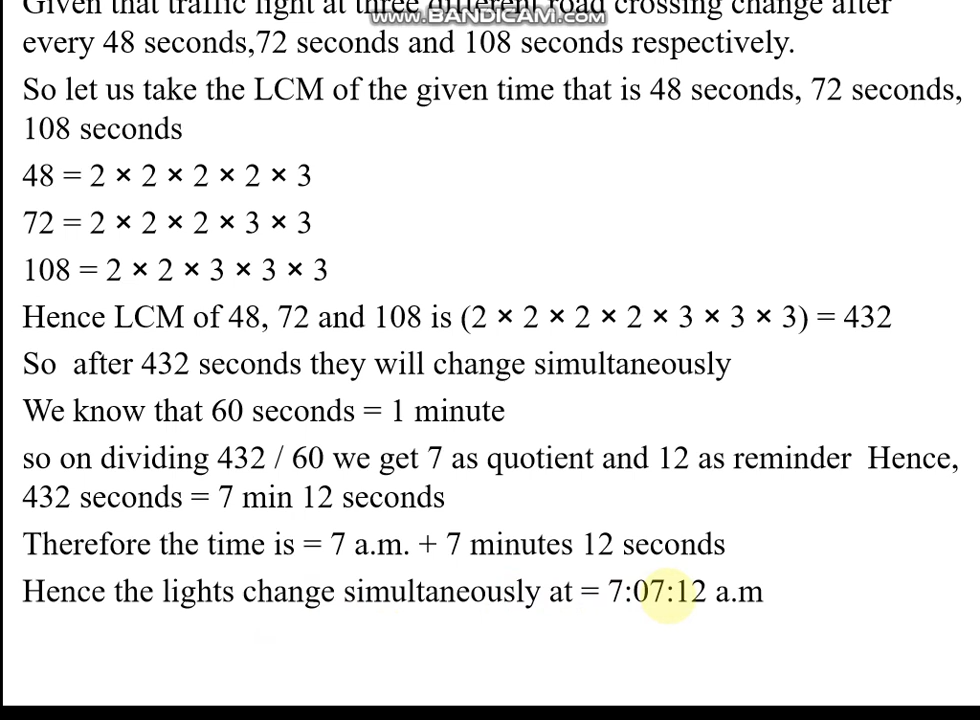 Given that traffic light at three different road crossing change after
www.BANDICAM.com
every 48 seconds,72 seconds and 108 seconds respectively.
So let us take the LCM of the given time that is 48 seconds, 72 seconds,
108 seconds
48 = 2 × 2 × 2 × 2 × 3
72 = 2 × 2 × 2 × 3 × 3
108 = 2 × 2 × 3 × 3 × 3
Hence LCM of 48, 72 and 108 is (2 × 2 × 2 × 2 × 3 × 3 × 3) = 432
So after 432 seconds they will change simultaneously
We know that 60 seconds = 1 minute
so on dividing 432 / 60 we get 7 as quotient and 12 as reminder Hence,
432 seconds = 7 min 12 seconds
Therefore the time is = 7 a.m. + 7 minutes 12 seconds
Hence the lights change simultaneously at = 7:07:12 a.m